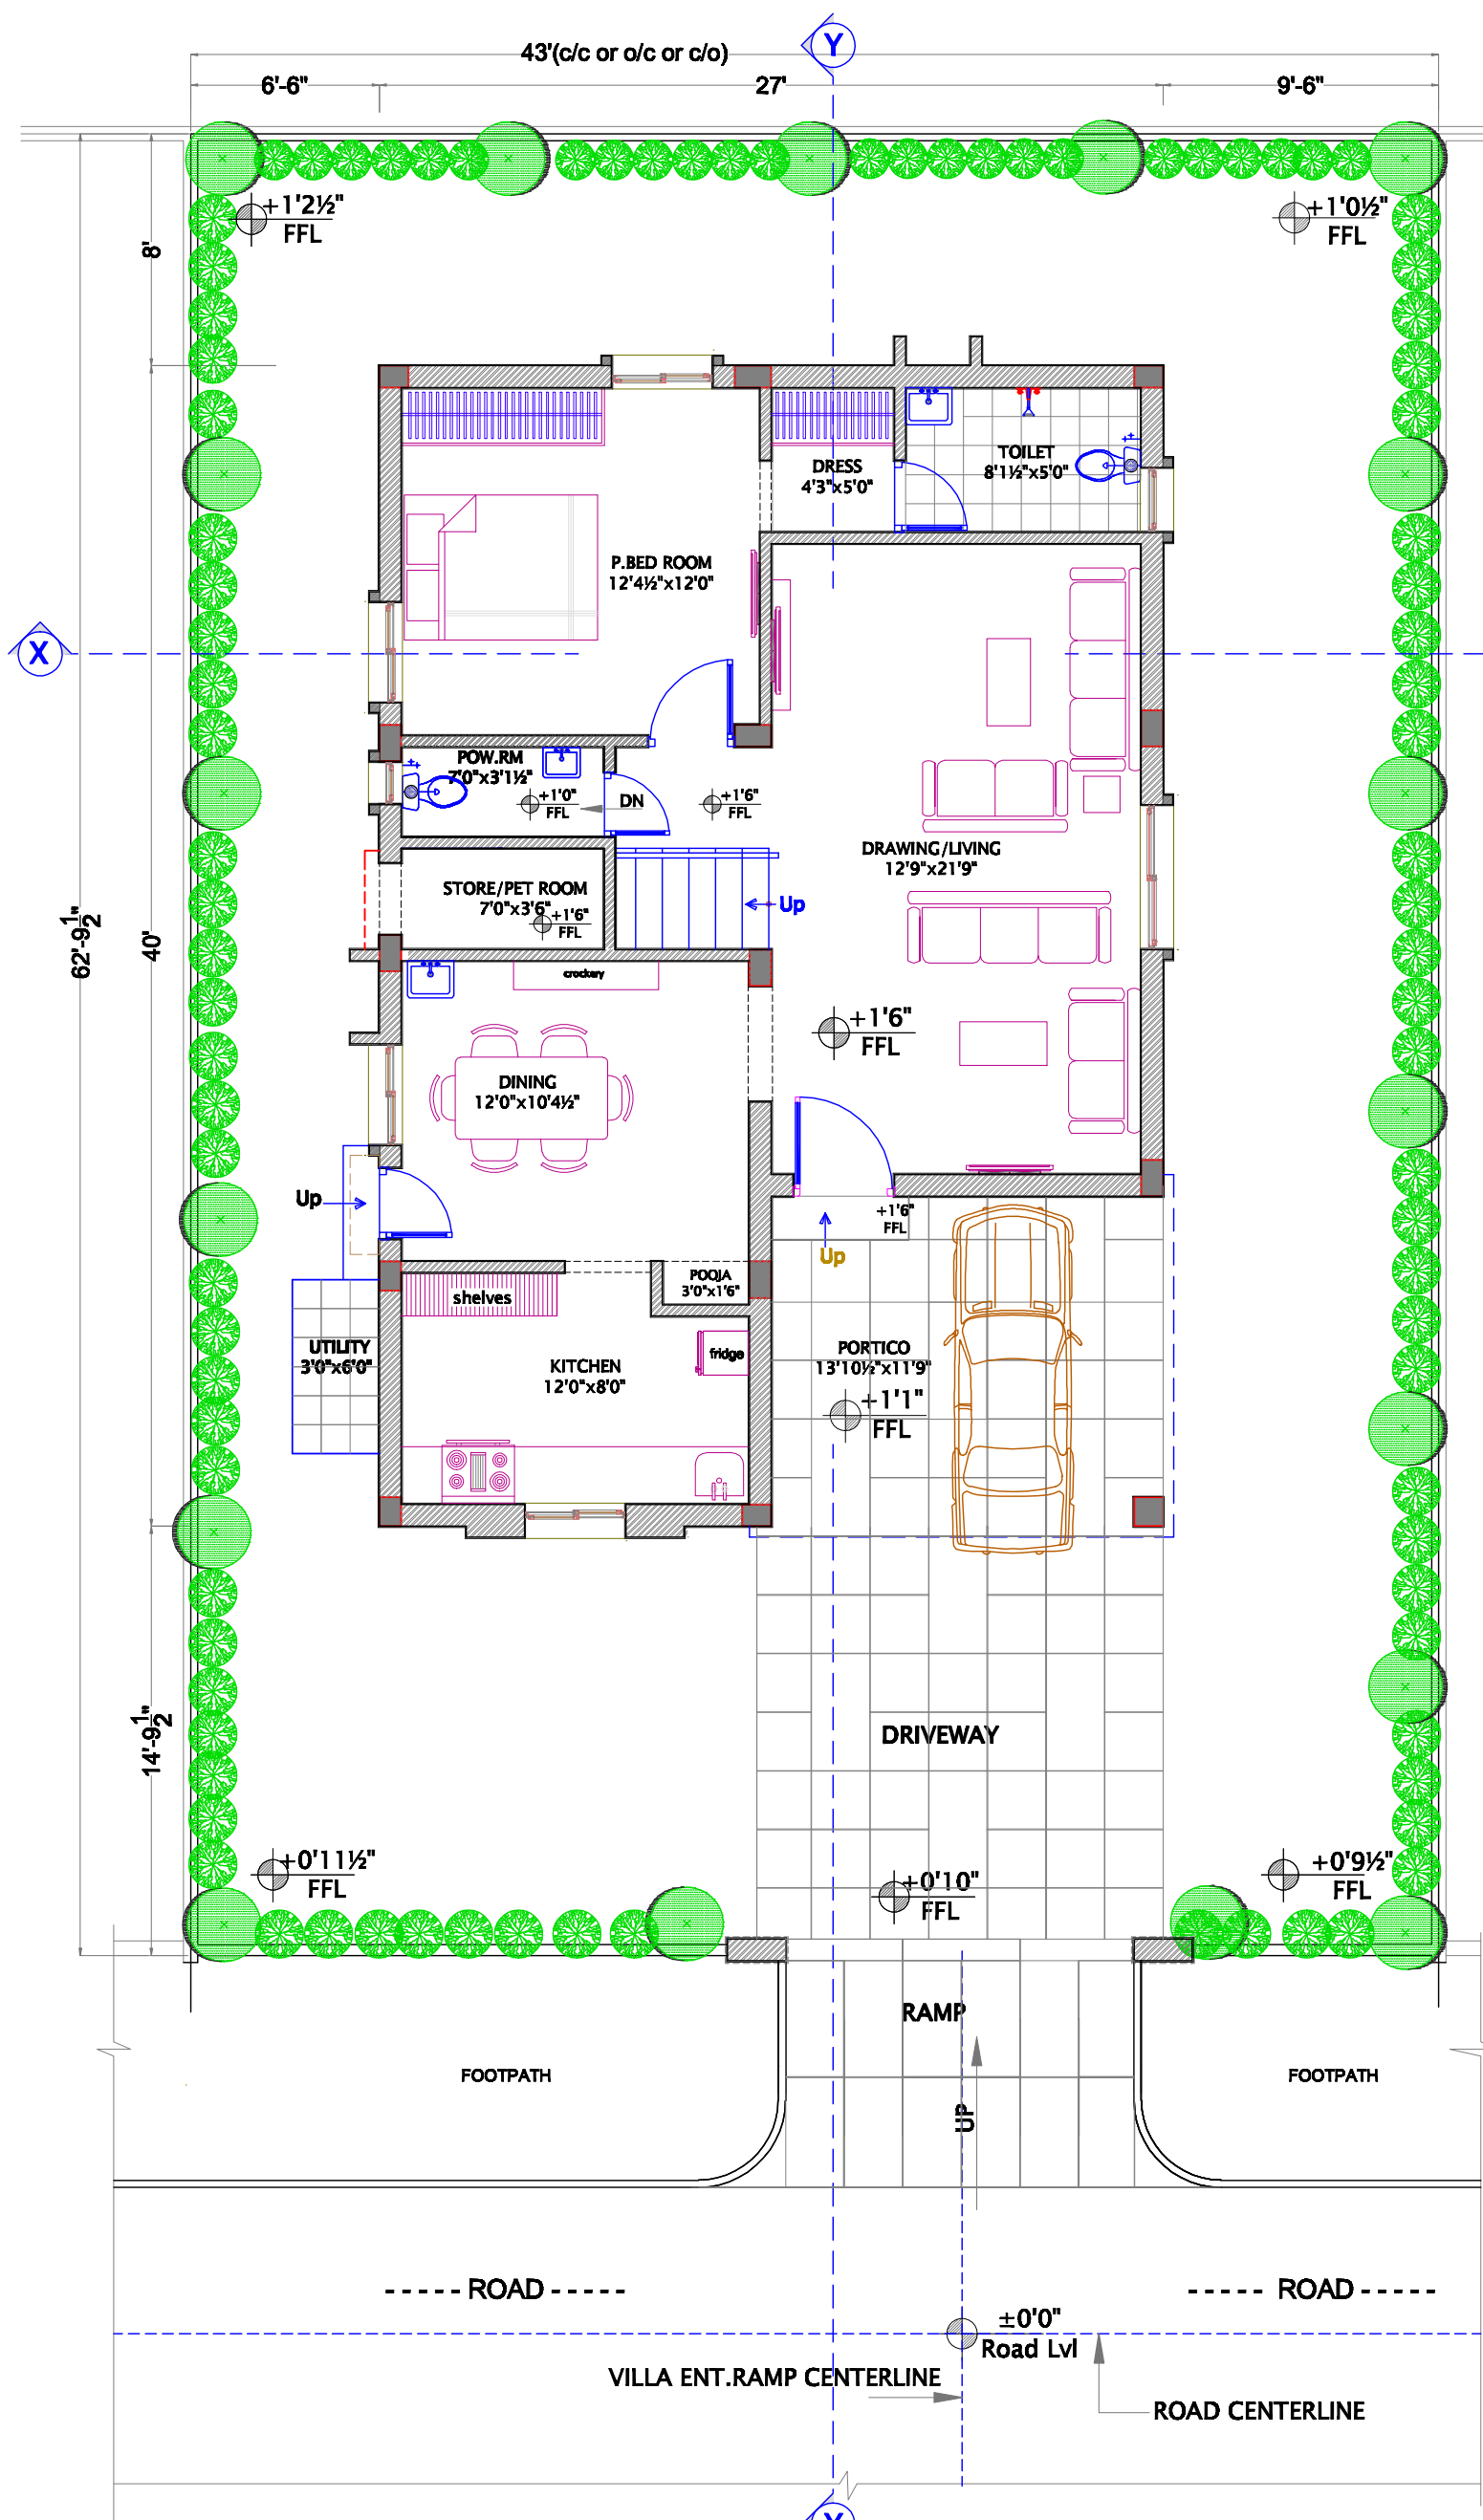 43'(c/c or o/c or c/o)
Y
6'-6"
27'
9'-6"
+1'2½"
FFL
+1'0½"
FFL
8'
DRESS
4'3"x5'0"
TOILET
8'1½"x5'0"
P.BED ROOM
12'4½"x12'0"
X
POW.RM
7'0"x3'1½"
+1'0"
FFL
DN
+1'6"
FFL
DRAWING/LIVING
12'9"x21'9"
STORE/PET ROOM
7'0"x3'6"
+1'6"
FFL
Up
62'-9½"
40'
crockery
+1'6"
FFL
DINING
12'0"x10'4½"
Up
+1'6"
FFL
Up
POOJA
3'0"x1'6"
shelves
UTILITY
3'0"x6'0"
fridge
KITCHEN
12'0"x8'0"
PORTICO
13'10½"x11'9"
+1'1"
FFL
14'-9½"
DRIVEWAY
+0'11½"
FFL
+0'10"
FFL
+0'9½"
FFL
RAMP
FOOTPATH
FOOTPATH
UP
-----ROAD-----
----- ROAD-----
±0'0"
Road Lvl
VILLA ENT.RAMP CENTERLINE
ROAD CENTERLINE
Y